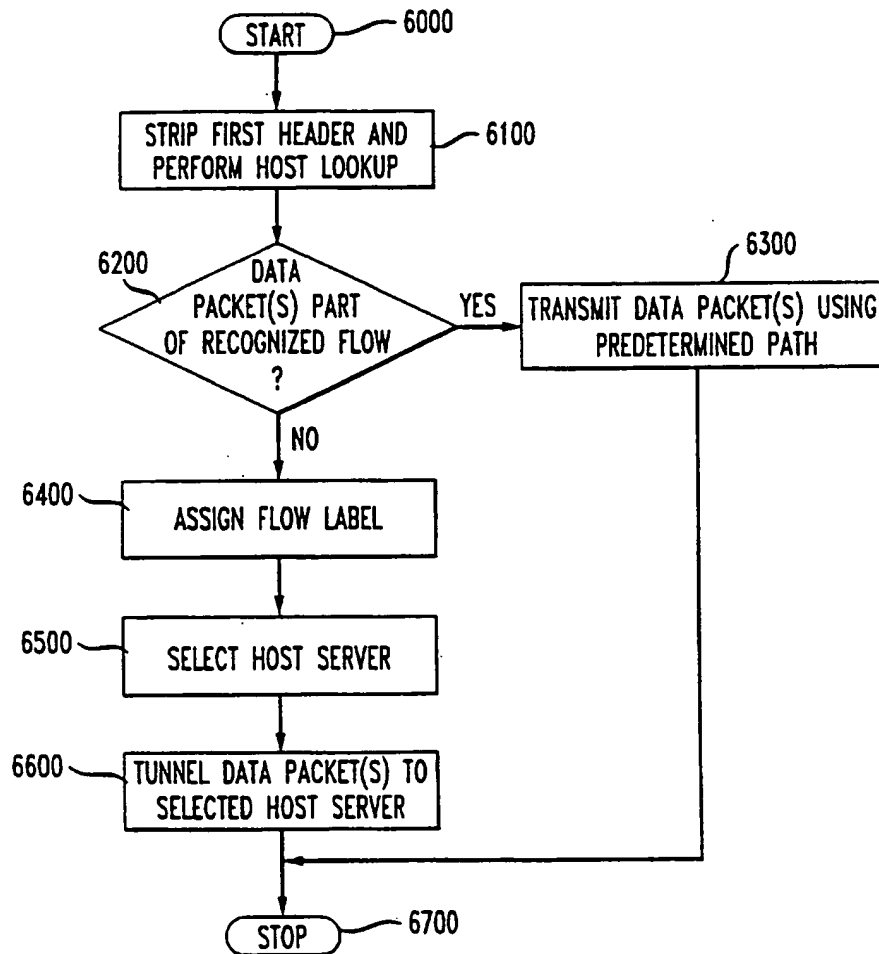 START
6000
STRIP FIRST HEADER AND
PERFORM HOST LOOKUP
6100
6200
DATA
PACKET(S) PART
OF RECOGNIZED FLOW
?
YES
6300
TRANSMIT DATA PACKET(S) USING
PREDETERMINED PATH
NO
6400
ASSIGN FLOW LABEL
6500
SELECT HOST SERVER
6600
TUNNEL DATA PACKET(S) TO
SELECTED HOST SERVER
STOP
6700